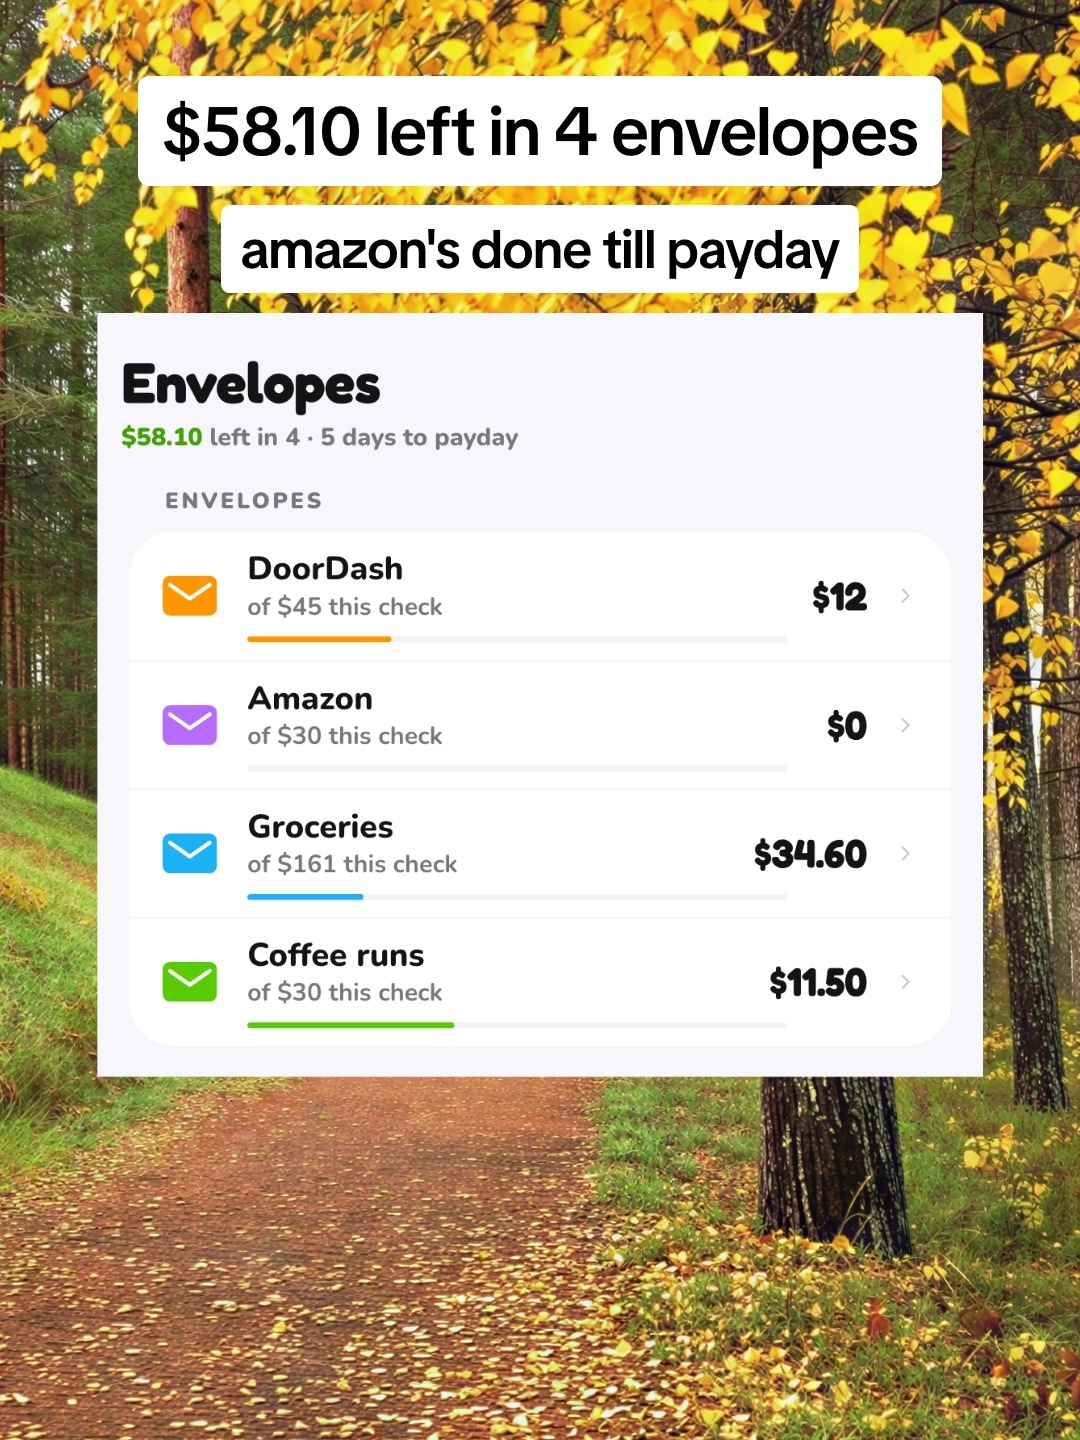 $58.10 left in 4 envelopes
amazon's done till payday
Envelopes
$58.10 left in 4 · 5 days to payday
ENVELOPES
DoorDash
of $45 this check
$12
Amazon
of $30 this check
$0
Groceries
of $161 this check
$34.60
Coffee runs
of $30 this check
$11.50